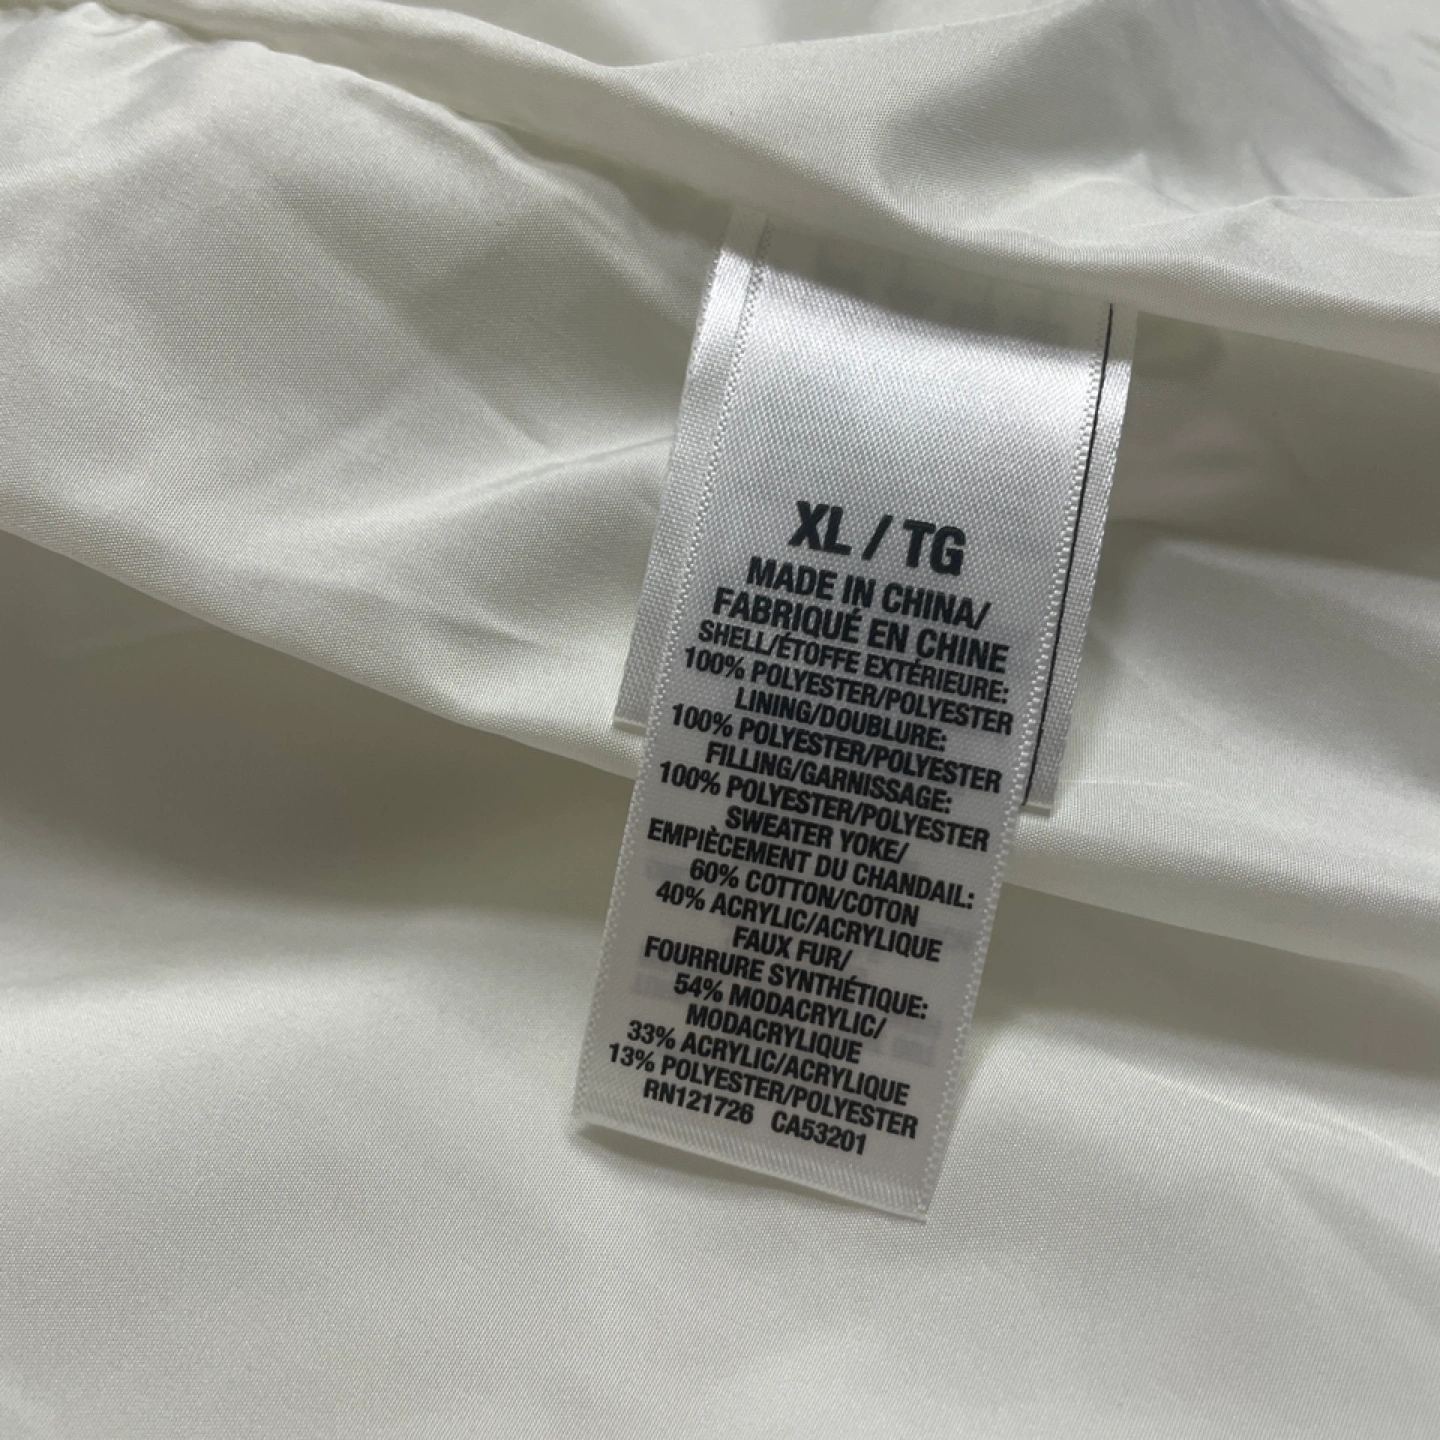 XL / TG
MADE IN CHINA/
FABRIQUÉ EN CHINE
SHELL/ÉTOFFE EXTÉRIEURE:
100% POLYESTER/POLYESTER
LINING/DOUBLURE:
100% POLYESTER/POLYESTER
FILLING/GARNISSAGE:
100% POLYESTER/POLYESTER
SWEATER YOKE/
EMPIÈCEMENT DU CHANDAIL:
60% COTTON/COTON
40% ACRYLIC/ACRYLIQUE
FAUX FUR/
FOURRURE SYNTHÉTIQUE:
54% MODACRYLIC/
MODACRYLIQUE
33% ACRYLIC/ACRYLIQUE
13% POLYESTER/POLYESTER
RN121726 CA53201